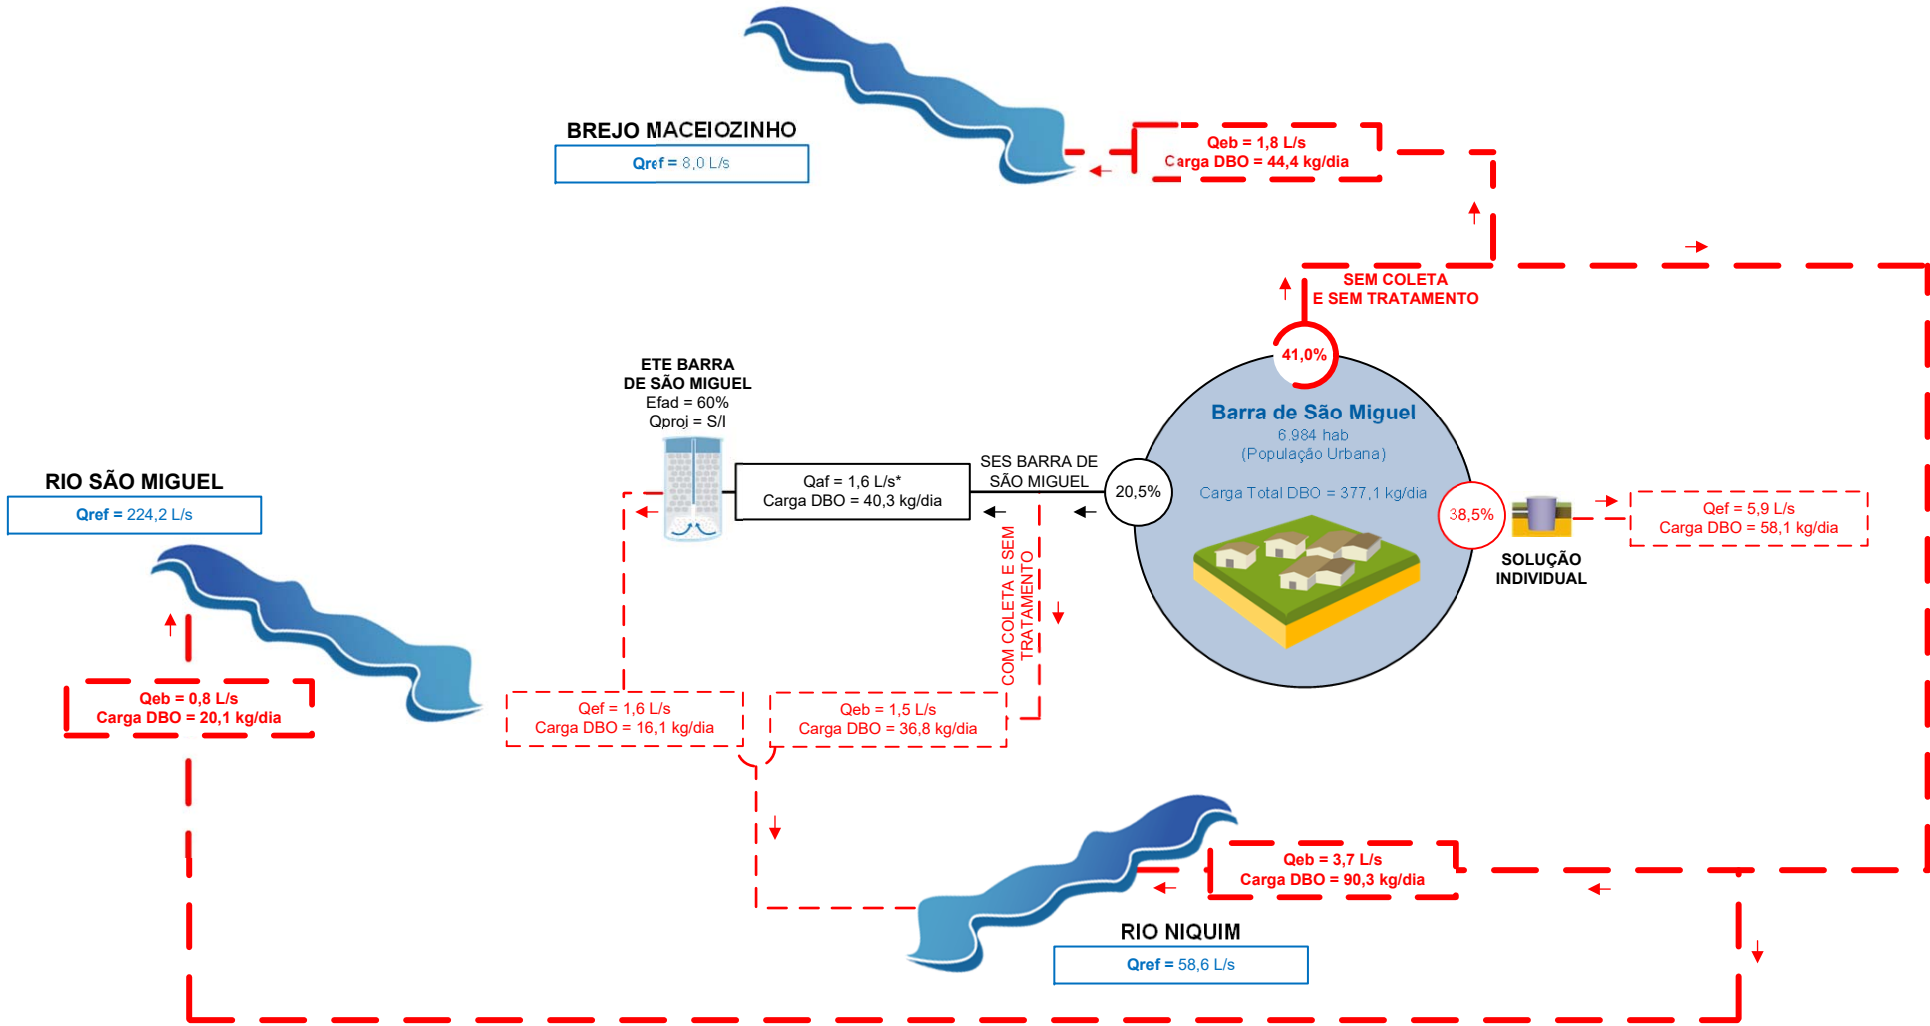 BREJO MACEIOZINHO
Qref = 8,0 L/s
Qeb = 1,8 L/s
Carga DBO = 44,4 kg/dia
SEM COLETA
E SEM TRATAMENTO
41,0%
ETE BARRA
DE SÃO MIGUEL
Efad = 60%
Qproj = S/I
Qaf = 1,6 L/s*
Carga DBO = 40,3 kg/dia
SES BARRA DE
SÃO MIGUEL
20,5%
Barra de São Miguel
6.984 hab
(População Urbana)
Carga Total DBO = 377,1 kg/dia
38,5%
SOLUÇÃO
INDIVIDUAL
Qef = 5,9 L/s
Carga DBO = 58,1 kg/dia
RIO SÃO MIGUEL
Qref = 224,2 L/s
COM COLETA E SEM
TRATAMENTO
Qeb = 0,8 L/s
Carga DBO = 20,1 kg/dia
Qef = 1,6 L/s
Carga DBO = 16,1 kg/dia
Qeb = 1,5 L/s
Carga DBO = 36,8 kg/dia
Qeb = 3,7 L/s
Carga DBO = 90,3 kg/dia
RIO NIQUIM
Qref = 58,6 L/s